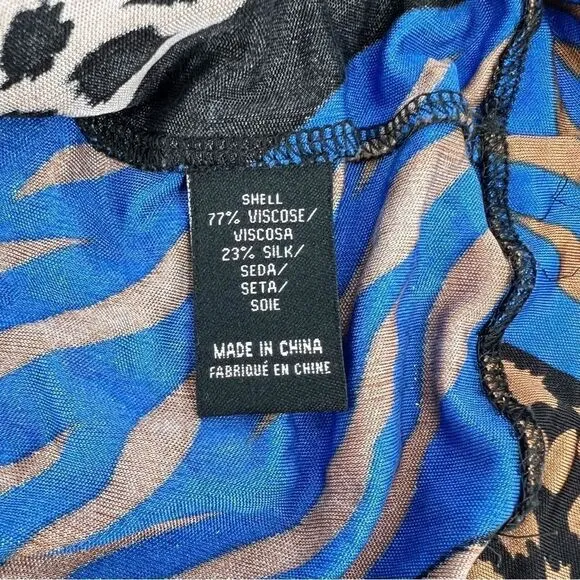 SHELL
77% VISCOSE/
VISCOSA
23% SILK/
SEDA/
SETA/
SOIE
MADE IN CHINA
FABRIQUÉ EN CHINE